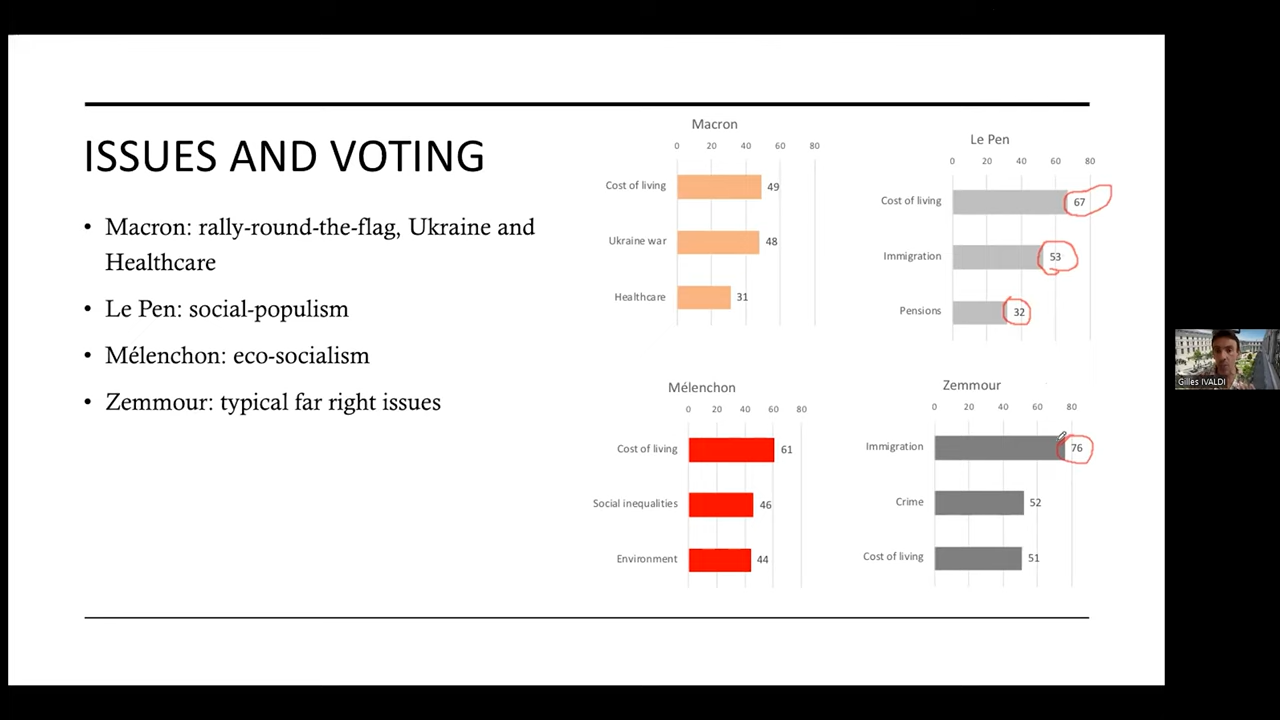 ISSUES AND VOTING
• Macron: rally-round-the-flag, Ukraine and
Healthcare
• Le Pen: social-populism
• Mélenchon: eco-socialism
• Zemmour: typical far right issues
Macron
0 20 40 60 80
Cost of living 49
Ukraine war 48
Healthcare 31
Le Pen
0 20 40 60 80
Cost of living 67
Immigration 53
Pensions 32
Mélenchon
0 20 40 60 80
Cost of living 61
Social inequalities 46
Environment 44
Zemmour
0 20 40 60 80
Immigration 76
Crime 52
Cost of living 51
Gilles IVALDI